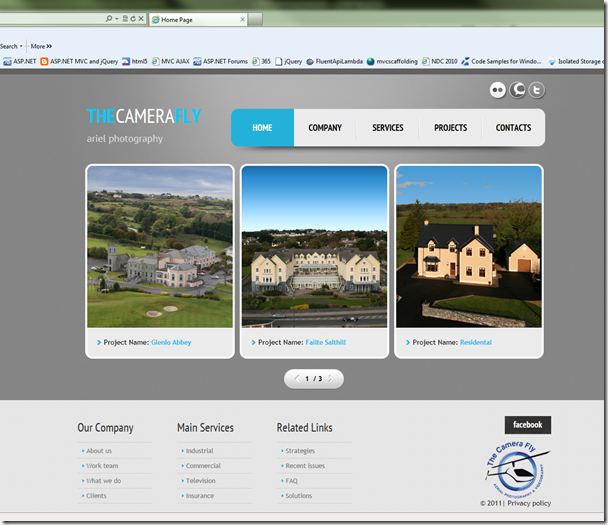 Home Page
Search
More
ASP.NET
ASP.NET MVC and jQuery
html5
MVC AJAX
ASP.NET Forums
365
jQuery
FluentApiLambda
mvcscaffolding
NDC 2010
Code Samples for Windo...
Isolated Storage o
THECAMERAFLY
ariel photography
HOME
COMPANY
SERVICES
PROJECTS
CONTACTS
Project Name: Glenlo Abbey
Project Name: Failte Salthill
Project Name: Residental
1 / 3
Our Company
Main Services
Related Links
facebook
About us
Industrial
Strategies
Work team
Commercial
Recent Issues
What we do
Television
FAQ
Clients
Insurance
Solutions
The Camera Fly
AERIAL PHOTOGRAPHY & VIDEOGRAPHY
© 2011 | Privacy policy